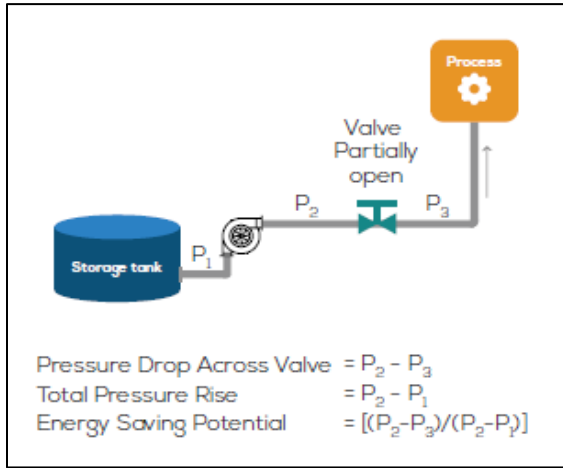 Process
Valve
Partially
open
P₂
P₃
P₁
Storage tank
Pressure Drop Across Valve = P₂ - P₃
Total Pressure Rise = P₂ - P₁
Energy Saving Potential = [(P₂-P₃)/(P₂-P₁)]